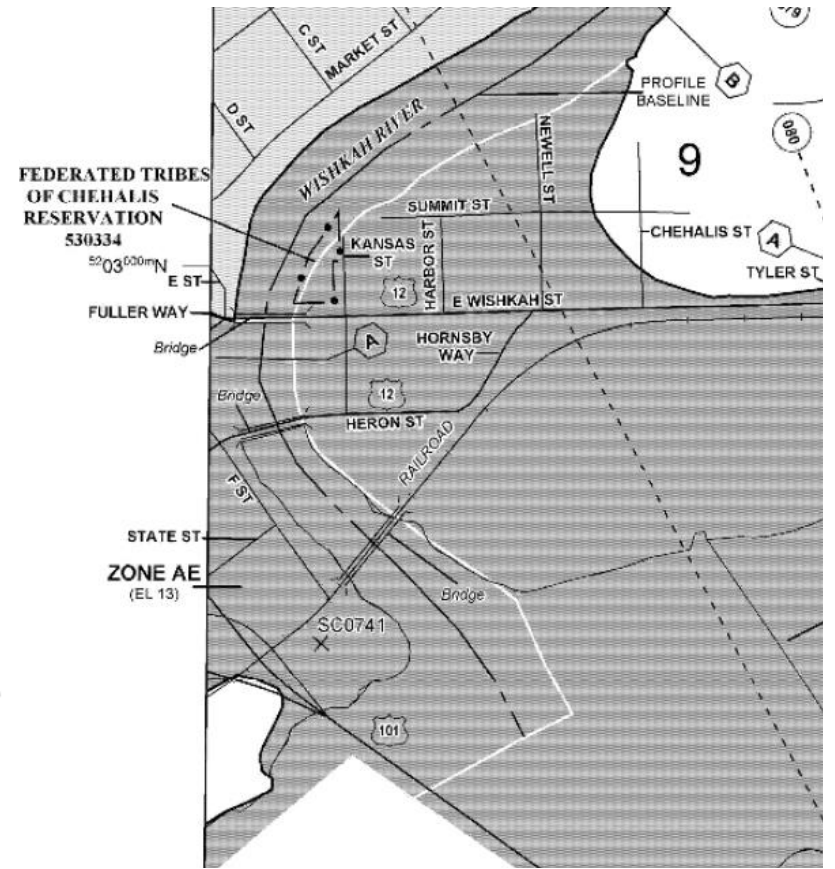 079
C ST
MARKET ST
PROFILE
BASELINE
B
D ST
080
WISHKAH RIVER
NEWELL ST
9
FEDERATED TRIBES
OF CHEHALIS
RESERVATION
530334
SUMMIT ST
CHEHALIS ST
A
KANSAS
ST
HARBOR ST
5203000mN
TYLER ST
E ST
12
E WISHKAH ST
FULLER WAY
HORNSBY
WAY
A
Bridge
12
Bridge
HERON ST
RAILROAD
F ST
STATE ST
ZONE AE
(EL 13)
Bridge
SC0741
101